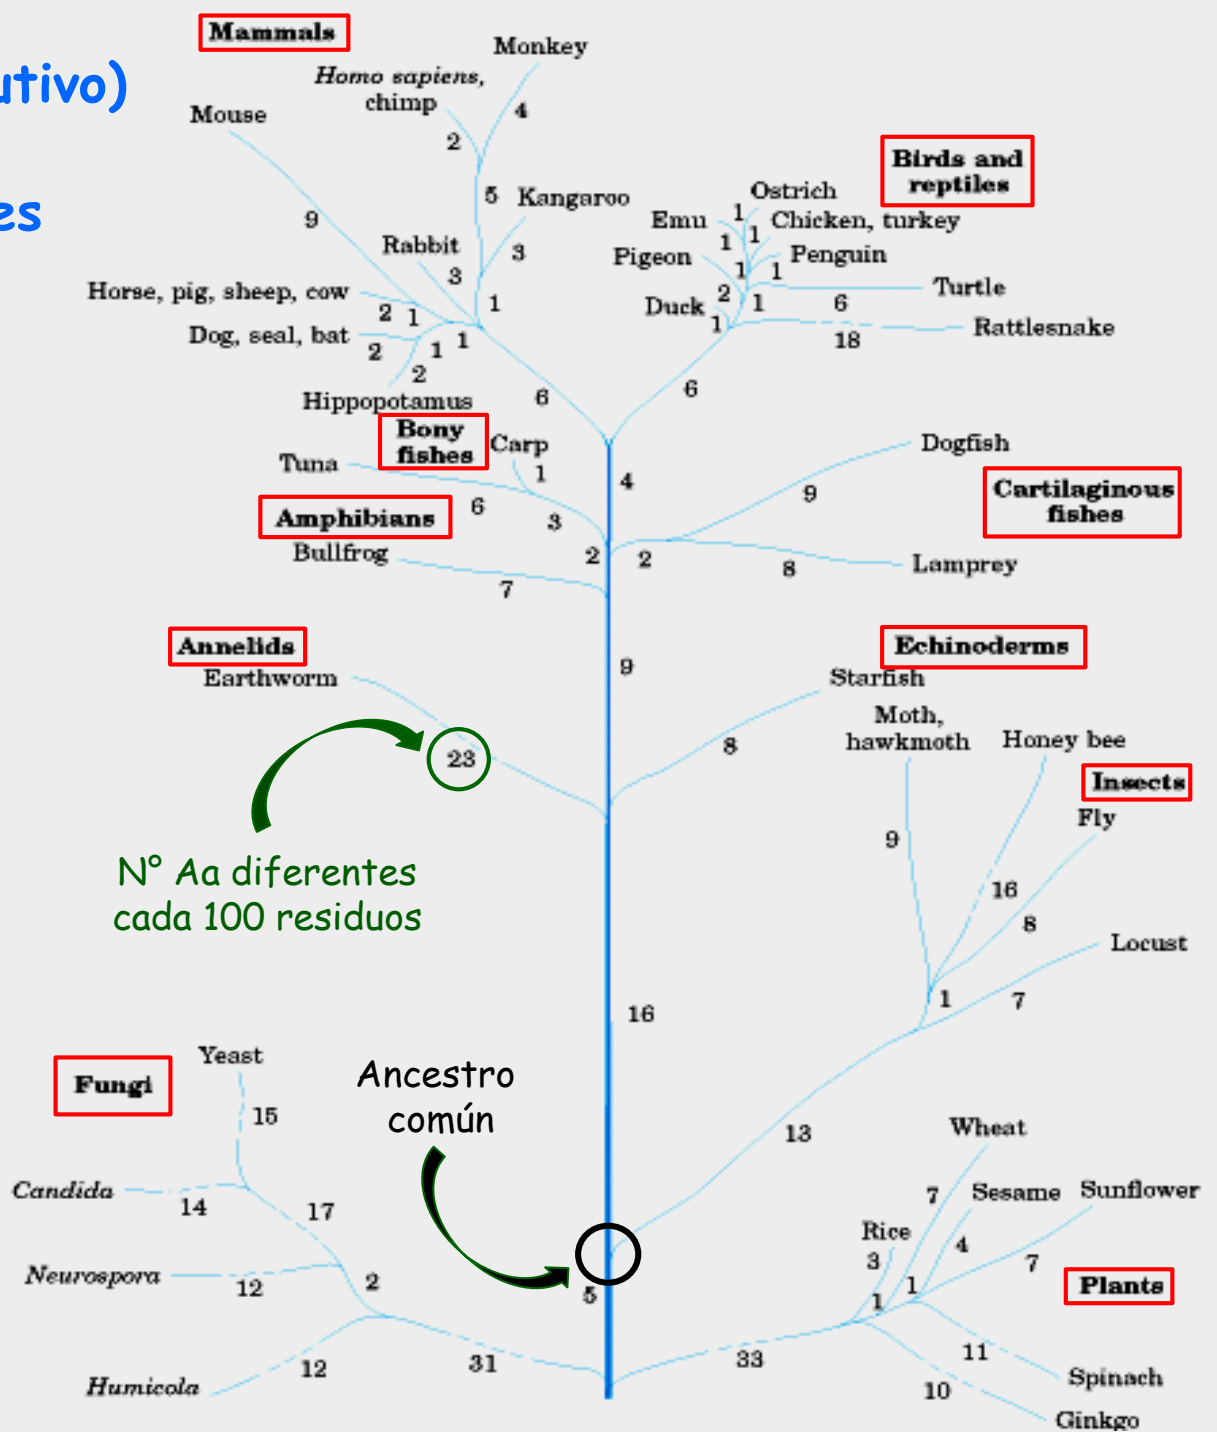 Mammals
utivo)
es
Monkey
Homo sapiens,
chimp
4
2
Mouse
5
Kangaroo
9
Rabbit
3
3
Horse, pig, sheep, cow
2
1
1
Dog, seal, bat
2
1
1
2
Hippopotamus
6
Birds and
reptiles
Ostrich
1
Emu
Chicken, turkey
1
1
Pigeon
Penguin
1
1
Duck
2
1
Turtle
6
1
Rattlesnake
18
6
Bony
fishes
Carp
1
Tuna
6
3
4
Dogfish
9
Cartilaginous
fishes
Amphibians
Bullfrog
7
2
2
8
Lamprey
Annelids
Earthworm
23
9
Echinoderms
Starfish
8
Moth,
hawkmoth
Honey bee
Insects
Fly
9
16
8
Locust
1
7
N° Aa diferentes
cada 100 residuos
16
Fungi
Yeast
15
Ancestro
común
13
Candida
14
17
Neurospora
12
2
5
Humicola
12
31
Wheat
7
Sesame
Sunflower
Rice
3
4
7
1
1
Plants
33
11
Spinach
10
Ginkgo